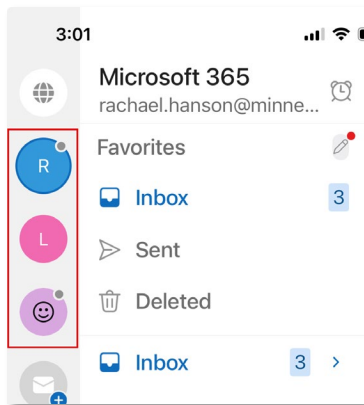 3:01
Microsoft 365
rachael.hanson@minne...
Favorites
R
Inbox 3
L
Sent
Deleted
Inbox 3